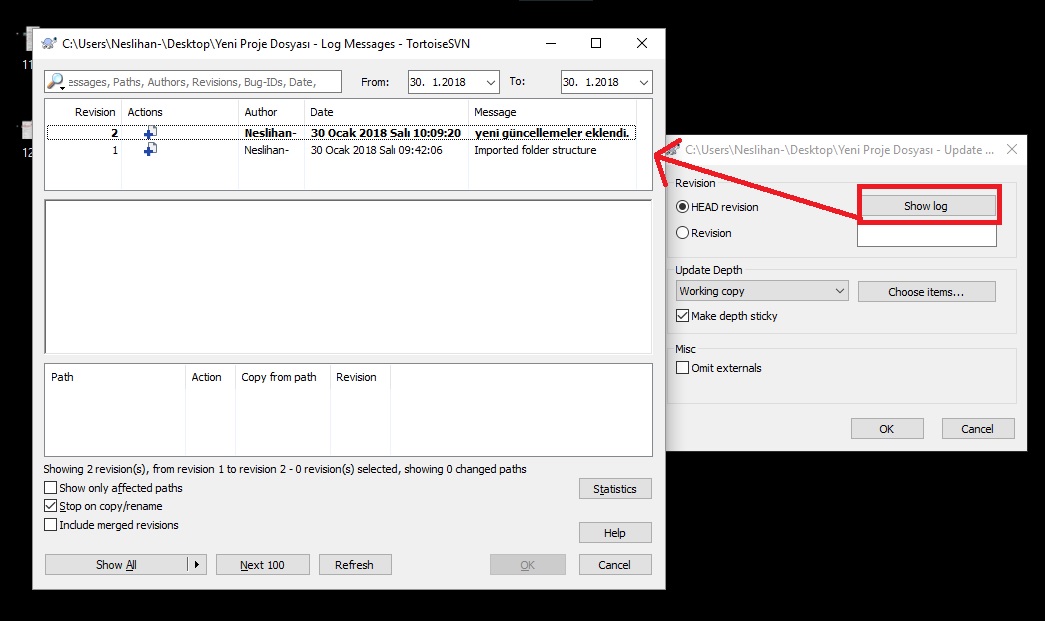 C:\Users\Neslihan-\Desktop\Yeni Proje Dosyası - Log Messages - TortoiseSVN
essages, Paths, Authors, Revisions, Bug-IDs, Date,
From:
30. 1.2018
To:
30. 1.2018
Revision Actions Author Date Message
2 Neslihan- 30 Ocak 2018 Salı 10:09:20 yeni güncellemeler eklendi.
1 Neslihan- 30 Ocak 2018 Salı 09:42:06 Imported folder structure
Path Action Copy from path Revision
Showing 2 revision(s), from revision 1 to revision 2 - 0 revision(s) selected, showing 0 changed paths
Show only affected paths
Stop on copy/rename
Include merged revisions
Statistics
Help
Show All
Next 100
Refresh
OK
Cancel
C:\Users\Neslihan-\Desktop\Yeni Proje Dosyası - Update ...
Revision
HEAD revision
Show log
Revision
Update Depth
Working copy
Choose items...
Make depth sticky
Misc
Omit externals
OK
Cancel
11
12